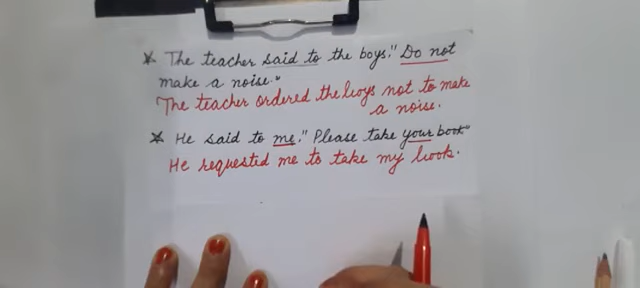 * The teacher said to the boys." Do not
make a noise."
The teacher ordered the boys not to make
a noise.
* He said to me." Please take your book"
He requested me to take my book.